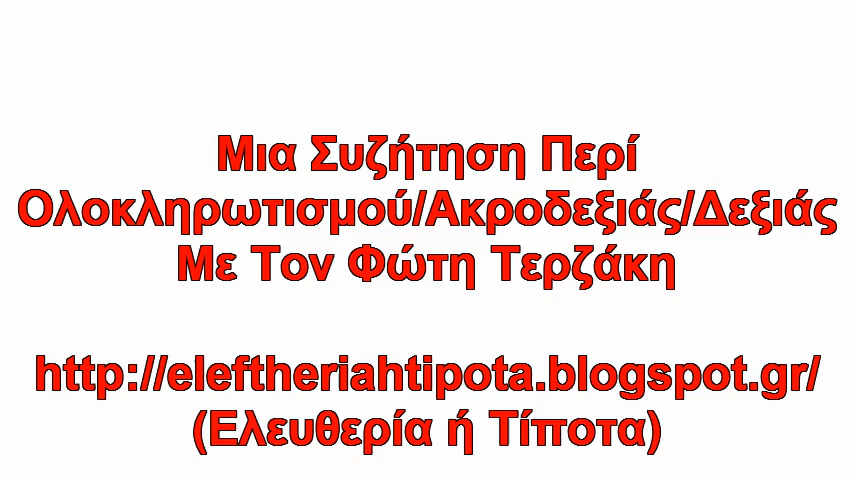 Μια Συζήτηση Περί
Ολοκληρωτισμού/Ακροδεξιάς/Δεξιάς
Με Τον Φώτη Τερζάκη
http://eleftheriahtipota.blogspot.gr/
(Ελευθερία ή Τίποτα)